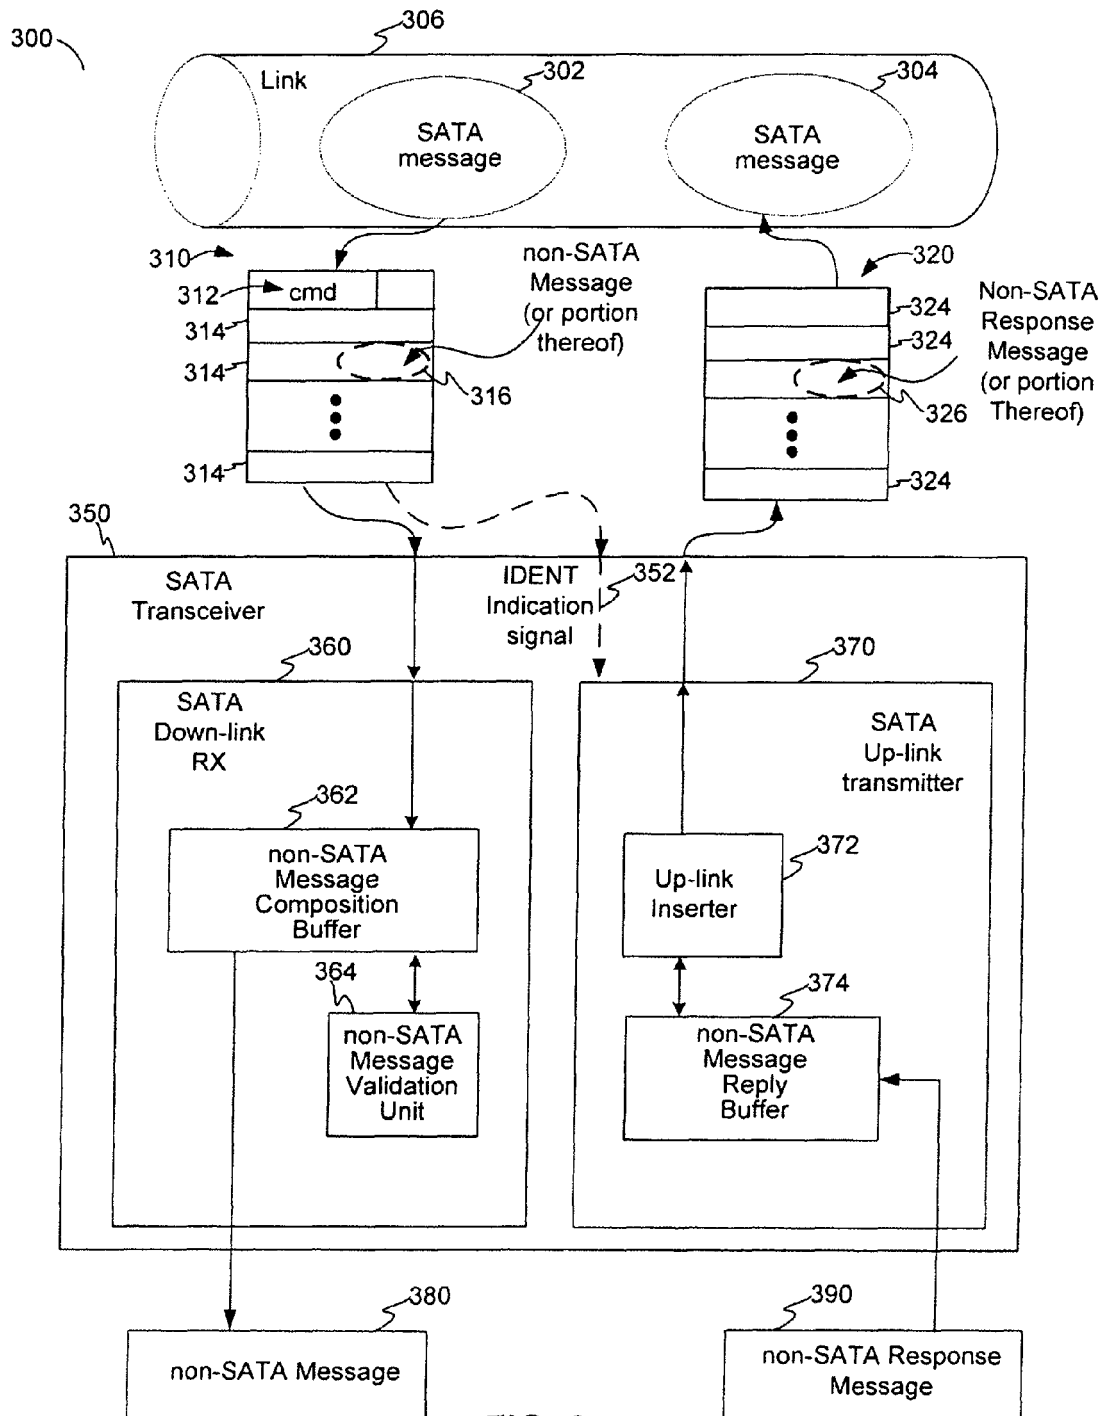 300
306
Link
302
SATA
message
304
SATA
message
310
312
cmd
314
314
314
non-SATA
Message
(or portion
thereof)
316
320
324
324
324
Non-SATA
Response
Message
(or portion
Thereof)
326
350
SATA
Transceiver
IDENT
Indication
signal
352
360
SATA
Down-link
RX
370
SATA
Up-link
transmitter
362
non-SATA
Message
Composition
Buffer
364
non-SATA
Message
Validation
Unit
372
Up-link
Inserter
374
non-SATA
Message
Reply
Buffer
380
non-SATA Message
390
non-SATA Response
Message